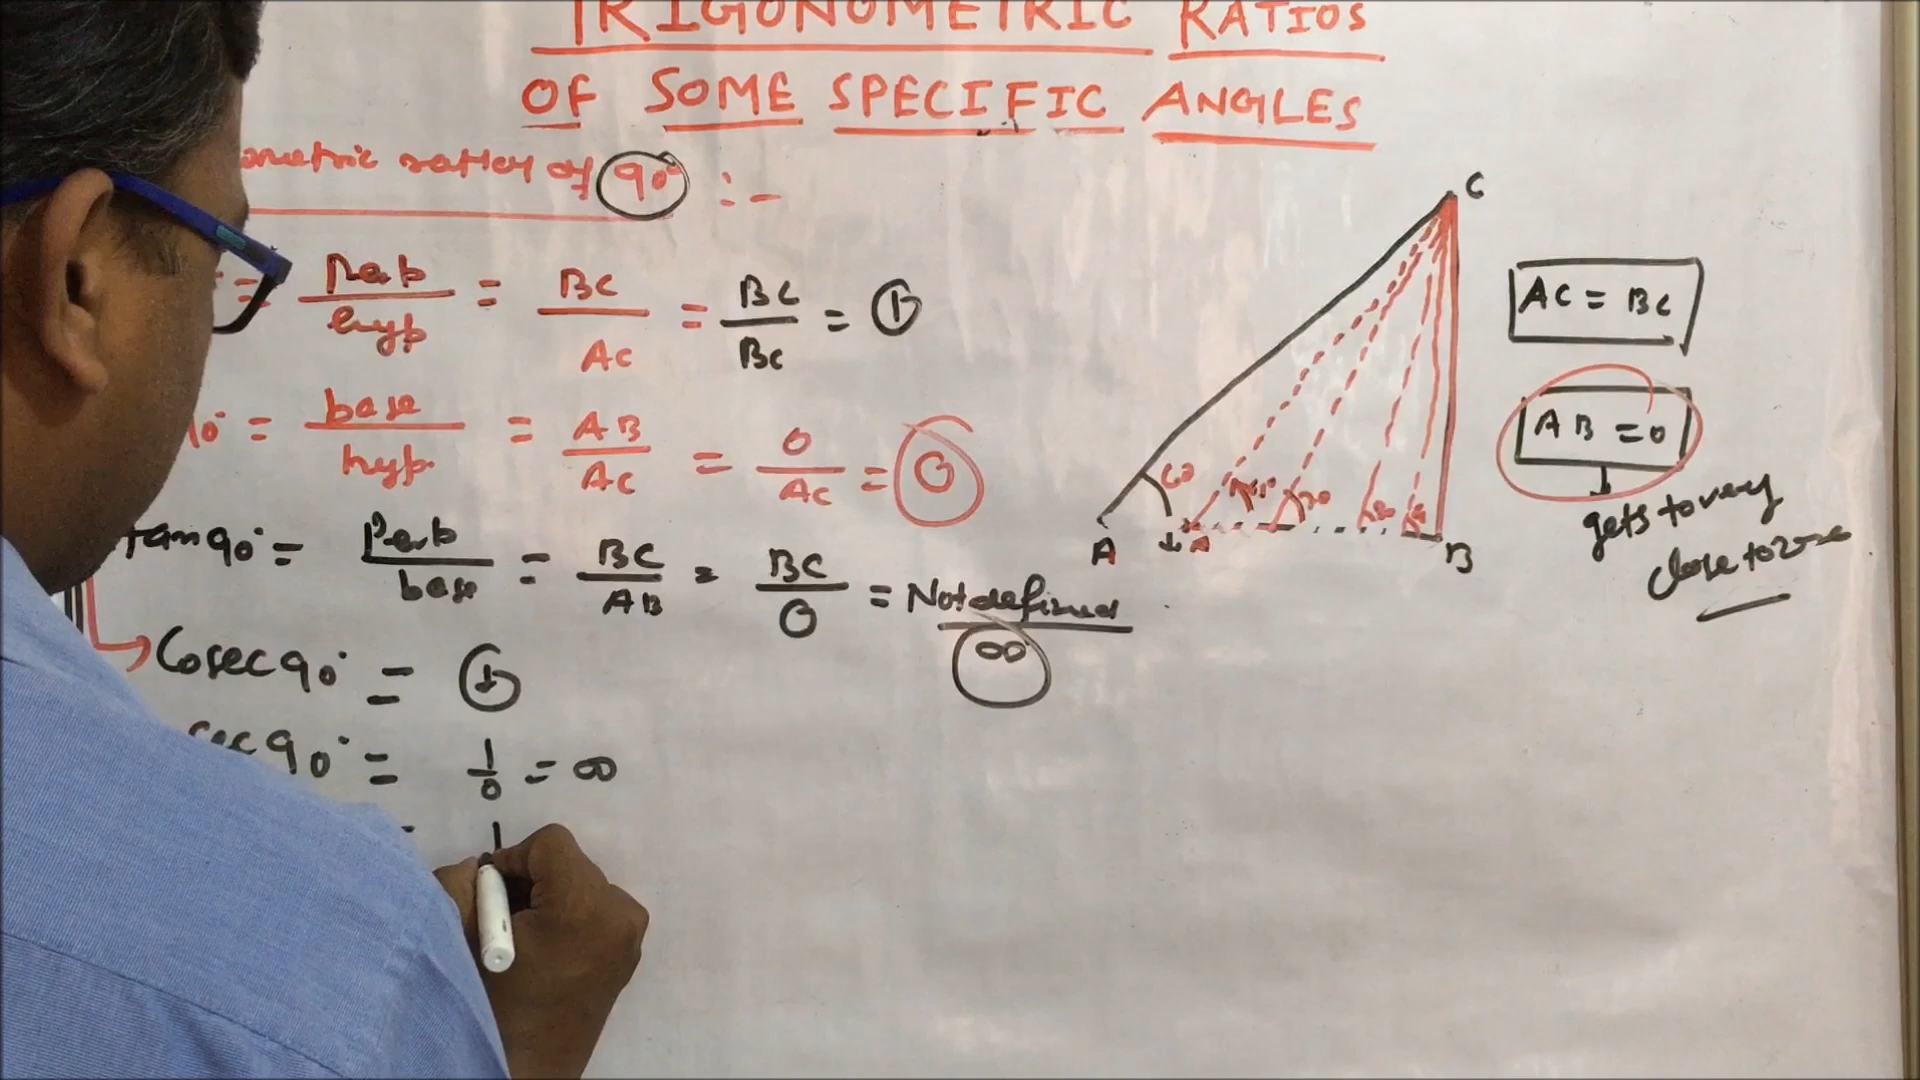 TRIGONOMETRIC RATIOS
OF SOME SPECIFIC ANGLES
ometric ratios of 90° :-
= Perp/hyp = BC/AC = BC/BC = 1
90° = base/hyp. = AB/AC = 0/AC = 0
tan 90° = Perp/base = BC/AB = BC/0 = Not defined
∞
Cosec 90° = 1
sec 90° = 1/0 = ∞
= 1
C
60
A
A
B
AC = BC
AB = 0
gets to very
close to zero